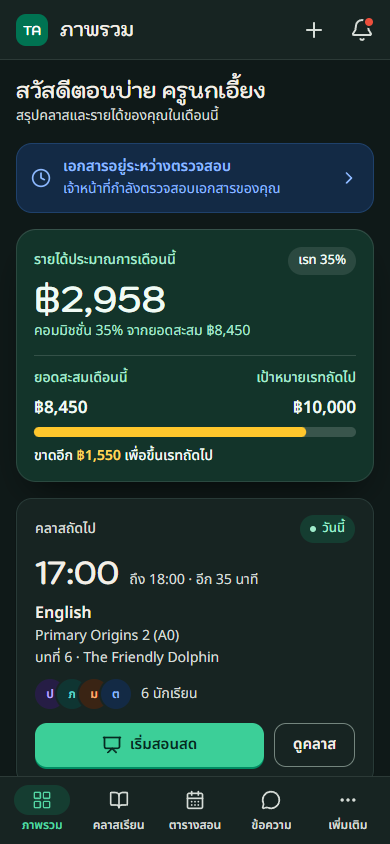 TA ภาพรวม
สวัสดีตอนบ่าย ครูนกเอี้ยง
สรุปคลาสและรายได้ของคุณในเดือนนี้
เอกสารอยู่ระหว่างตรวจสอบ
เจ้าหน้าที่กำลังตรวจสอบเอกสารของคุณ
รายได้ประมาณการเดือนนี้ เรท 35%
฿2,958
คอมมิชชั่น 35% จากยอดสะสม ฿8,450
ยอดสะสมเดือนนี้ เป้าหมายเรทถัดไป
฿8,450 ฿10,000
ขาดอีก ฿1,550 เพื่อขึ้นเรทถัดไป
คลาสถัดไป วันนี้
17:00 ถึง 18:00 · อีก 35 นาที
English
Primary Origins 2 (A0)
บทที่ 6 · The Friendly Dolphin
ป ภ ม ต 6 นักเรียน
เริ่มสอนสด ดูคลาส
ภาพรวม คลาสเรียน ตารางสอน ข้อความ เพิ่มเติม